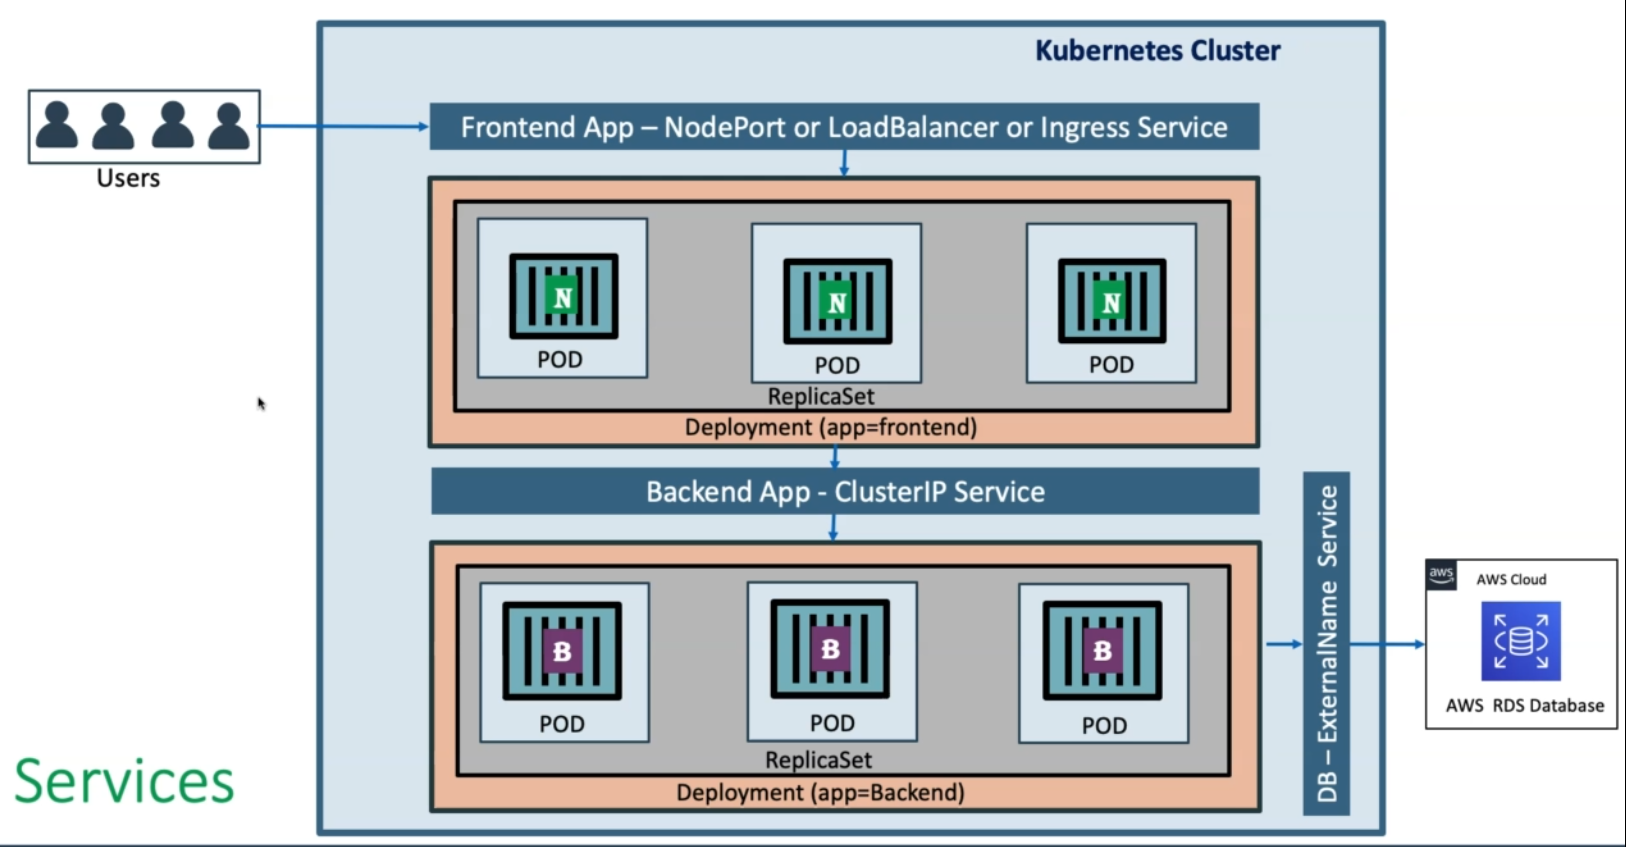 Kubernetes Cluster
Users
Frontend App – NodePort or LoadBalancer or Ingress Service
N
N
N
POD
POD
POD
ReplicaSet
Deployment (app=frontend)
Backend App - ClusterIP Service
B
B
B
POD
POD
POD
ReplicaSet
Deployment (app=Backend)
DB – ExternalName Service
aws
AWS Cloud
AWS RDS Database
Services